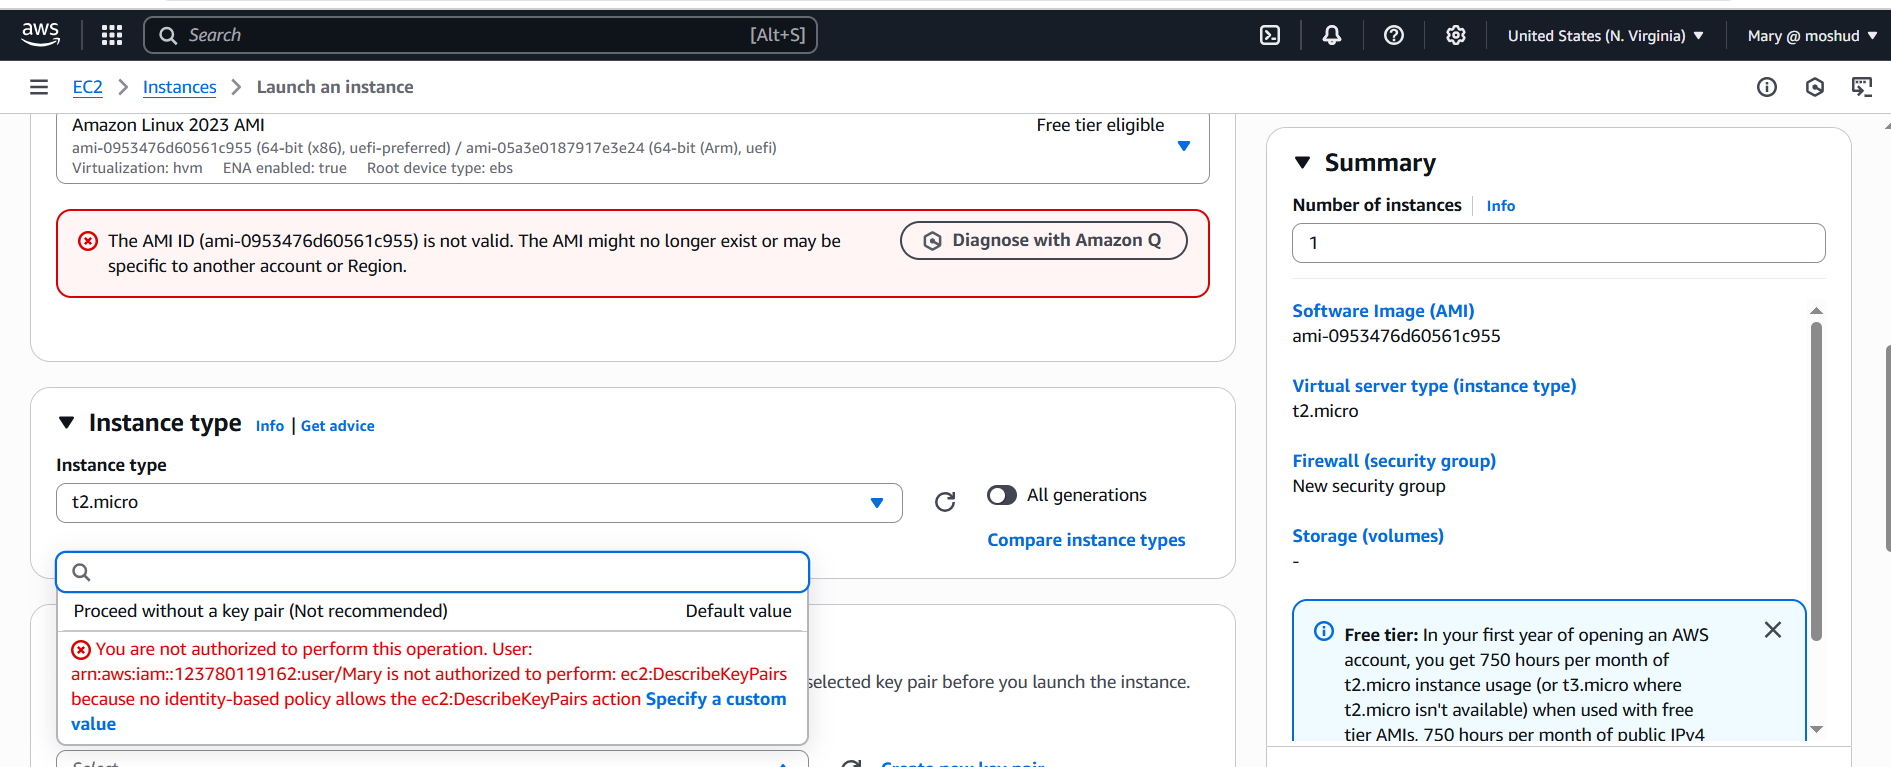 aws
Search [Alt+S]
United States (N. Virginia) Mary @ moshud
EC2 Instances Launch an instance
Amazon Linux 2023 AMI Free tier eligible
ami-0953476d60561c955 (64-bit (x86), uefi-preferred) / ami-05a3e0187917e3e24 (64-bit (Arm), uefi)
Virtualization: hvm ENA enabled: true Root device type: ebs
The AMI ID (ami-0953476d60561c955) is not valid. The AMI might no longer exist or may be
specific to another account or Region.
Diagnose with Amazon Q
Instance type Info | Get advice
Instance type
t2.micro
All generations
Compare instance types
Proceed without a key pair (Not recommended) Default value
You are not authorized to perform this operation. User:
arn:aws:iam::123780119162:user/Mary is not authorized to perform: ec2:DescribeKeyPairs
because no identity-based policy allows the ec2:DescribeKeyPairs action Specify a custom
value
selected key pair before you launch the instance.
Select
Create new key pair
Summary
Number of instances Info
1
Software Image (AMI)
ami-0953476d60561c955
Virtual server type (instance type)
t2.micro
Firewall (security group)
New security group
Storage (volumes)
-
Free tier: In your first year of opening an AWS
account, you get 750 hours per month of
t2.micro instance usage (or t3.micro where
t2.micro isn't available) when used with free
tier AMIs, 750 hours per month of public IPv4